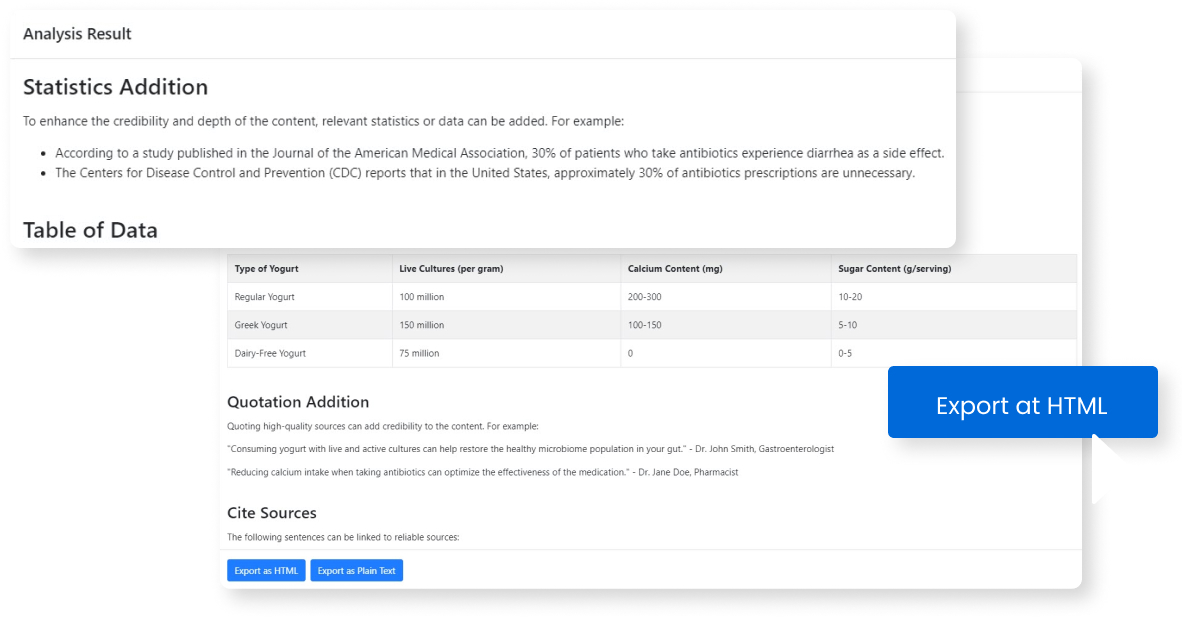 Analysis Result
Statistics Addition
To enhance the credibility and depth of the content, relevant statistics or data can be added. For example:
• According to a study published in the Journal of the American Medical Association, 30% of patients who take antibiotics experience diarrhea as a side effect.
• The Centers for Disease Control and Prevention (CDC) reports that in the United States, approximately 30% of antibiotics prescriptions are unnecessary.
Table of Data
Type of Yogurt Live Cultures (per gram) Calcium Content (mg) Sugar Content (g/serving)
Regular Yogurt 100 million 200-300 10-20
Greek Yogurt 150 million 100-150 5-10
Dairy-Free Yogurt 75 million 0 0-5
Export at HTML
Quotation Addition
Quoting high-quality sources can add credibility to the content. For example:
"Consuming yogurt with live and active cultures can help restore the healthy microbiome population in your gut." - Dr. John Smith, Gastroenterologist
"Reducing calcium intake when taking antibiotics can optimize the effectiveness of the medication." - Dr. Jane Doe, Pharmacist
Cite Sources
The following sentences can be linked to reliable sources:
Export as HTML Export as Plain Text